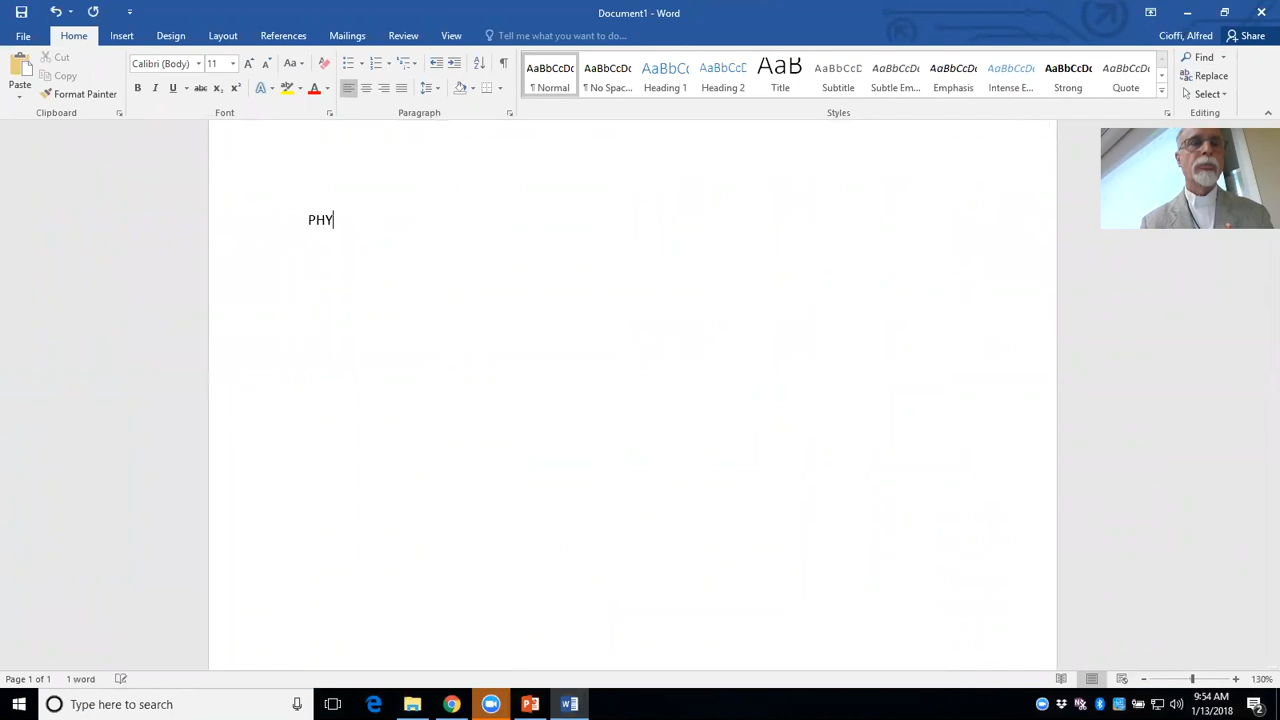 Document1 - Word
File Home Insert Design Layout References Mailings Review View Tell me what you want to do... Cioffi, Alfred Share
Paste Cut Copy Format Painter
Calibri (Body) 11
AaBbCcDc AaBbCcDc AaBbCc AaBbCcD AaB AaBbCcD AaBbCcDc AaBbCcDc AaBbCcDc AaBbCcDc AaBbCcDc
¶ Normal ¶ No Spac... Heading 1 Heading 2 Title Subtitle Subtle Em... Emphasis Intense E... Strong Quote
Find
Replace
Select
Clipboard Font Paragraph Styles Editing
PHY
Page 1 of 1 1 word 130%
Type here to search
9:54 AM
1/13/2018